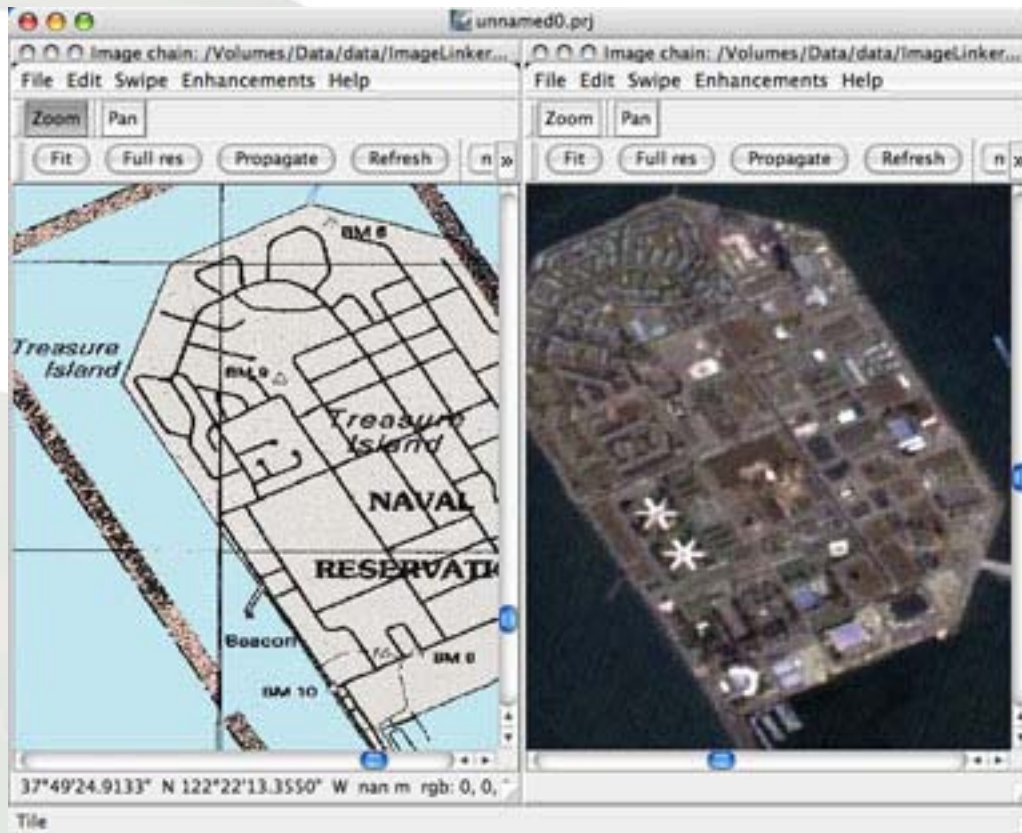 unnamed0.prj
Image chain: /Volumes/Data/data/ImageLinker...
Image chain: /Volumes/Data/data/ImageLinker...
File Edit Swipe Enhancements Help
File Edit Swipe Enhancements Help
Zoom Pan
Zoom Pan
Fit Full res Propagate Refresh n »
Fit Full res Propagate Refresh n »
BM 6
Treasure
Island
BM 9
Treasure
Island
NAVAL
RESERVATI
Beacon
BM 8
BM 10
37°49'24.9133" N 122°22'13.3550" W nan m rgb: 0, 0,
Tile